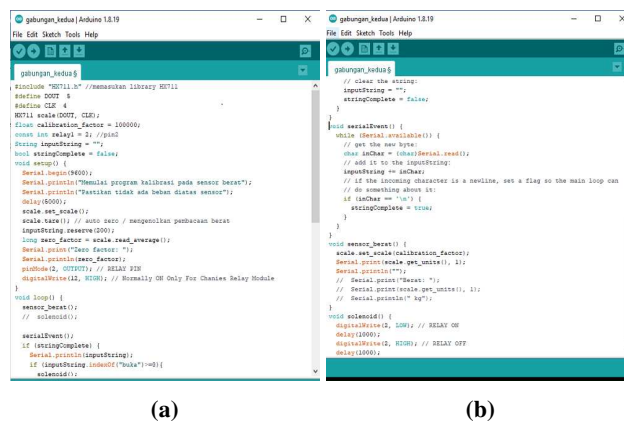 gabungan_kedua | Arduino 1.8.19
File Edit Sketch Tools Help
gabungan_kedua §
#include "HX711.h" //memasukan library HX711
#define DOUT 5
#define CLK 4
HX711 scale(DOUT, CLK);
float calibration_factor = 100000;
const int relay1 = 2; //pin2
String inputString = "";
bool stringComplete = false;
void setup() {
Serial.begin(9600);
Serial.println("Memulai program kalibrasi pada sensor berat");
Serial.println("Pastikan tidak ada beban diatas sensor");
delay(5000);
scale.set_scale();
scale.tare(); // auto zero / mengenolkan pembacaan berat
inputString.reserve(200);
long zero_factor = scale.read_average();
Serial.print("Zero factor: ");
Serial.println(zero_factor);
pinMode(2, OUTPUT); // RELAY PIN
digitalWrite(12, HIGH); // Normally ON Only For Chanies Relay Module
}
void loop() {
sensor_berat();
// solenoid();
serialEvent();
if (stringComplete) {
Serial.println(inputString);
if (inputString.indexOf("buka")>=0){
solenoid();
(a)
gabungan_kedua | Arduino 1.8.19
File Edit Sketch Tools Help
gabungan_kedua §
// clear the string:
inputString = "";
stringComplete = false;
}
}
void serialEvent() {
while (Serial.available()) {
// get the new byte:
char inChar = (char)Serial.read();
// add it to the inputString:
inputString += inChar;
// if the incoming character is a newline, set a flag so the main loop can
// do something about it:
if (inChar == '\n') {
stringComplete = true;
}
}
}
void sensor_berat() {
scale.set_scale(calibration_factor);
Serial.print(scale.get_units(), 1);
Serial.println("");
// Serial.print("Berat: ");
// Serial.print(scale.get_units(), 1);
// Serial.println(" kg");
}
void solenoid() {
digitalWrite(2, LOW); // RELAY ON
delay(1000);
digitalWrite(2, HIGH); // RELAY OFF
delay(1000);
(b)